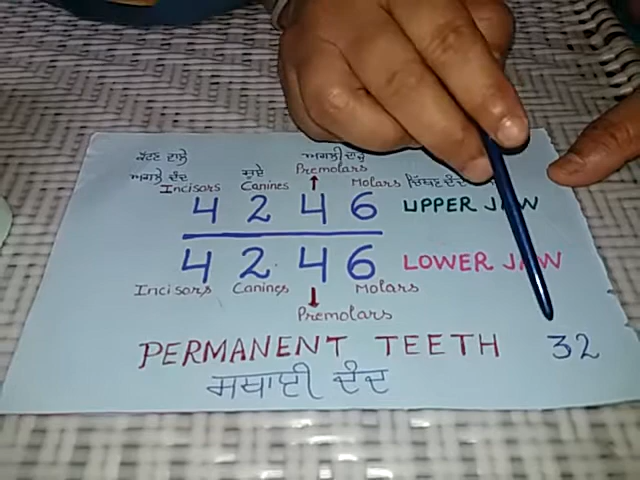 ਕੱਟਣ ਵਾਲੇ ਅਗਲੀ ਦਾੜ੍ਹ
ਅਗਲੇ ਦੰਦ ਸੂਏ Premolars
Incisors Canines Molars
4 2 4 6 UPPER JAW
4 2 4 6 LOWER JAW
Incisors Canines Molars
Premolars
PERMANENT TEETH 32
ਸਥਾਈ ਦੰਦ